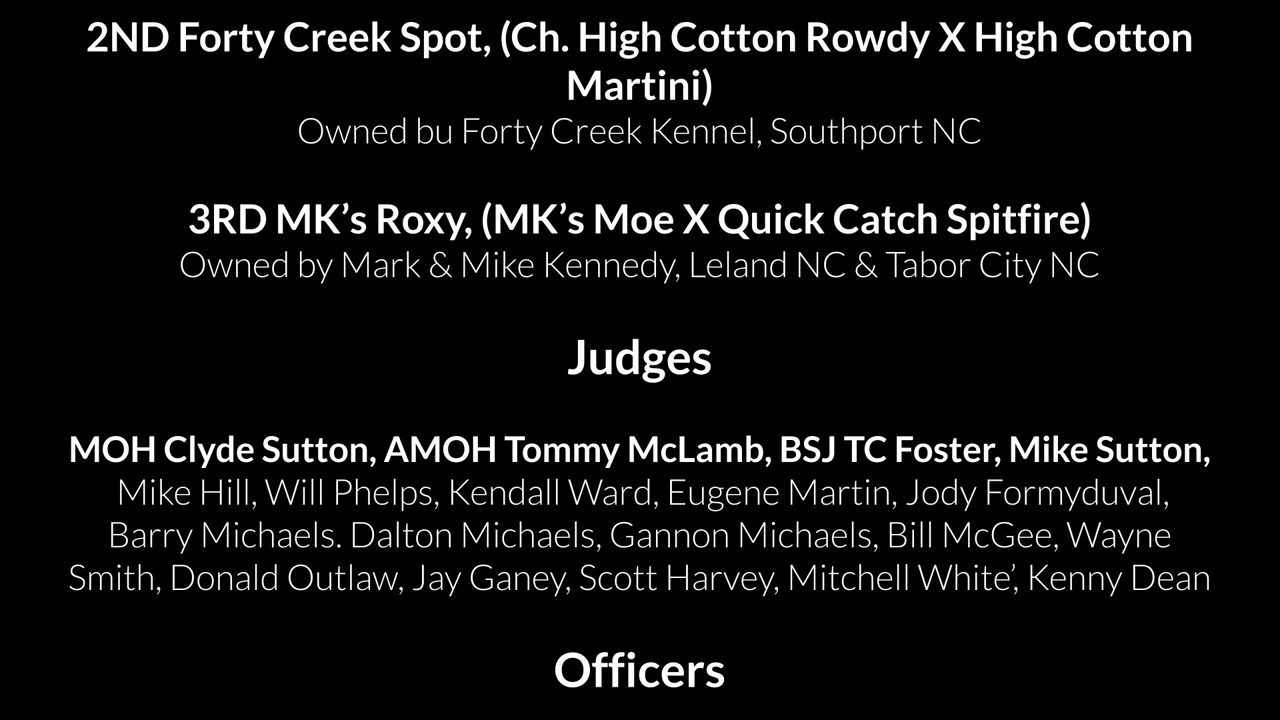 2ND Forty Creek Spot, (Ch. High Cotton Rowdy X High Cotton
Martini)
Owned bu Forty Creek Kennel, Southport NC
3RD MK’s Roxy, (MK’s Moe X Quick Catch Spitfire)
Owned by Mark & Mike Kennedy, Leland NC & Tabor City NC
Judges
MOH Clyde Sutton, AMOH Tommy McLamb, BSJ TC Foster, Mike Sutton,
Mike Hill, Will Phelps, Kendall Ward, Eugene Martin, Jody Formyduval,
Barry Michaels. Dalton Michaels, Gannon Michaels, Bill McGee, Wayne
Smith, Donald Outlaw, Jay Ganey, Scott Harvey, Mitchell White’, Kenny Dean
Officers